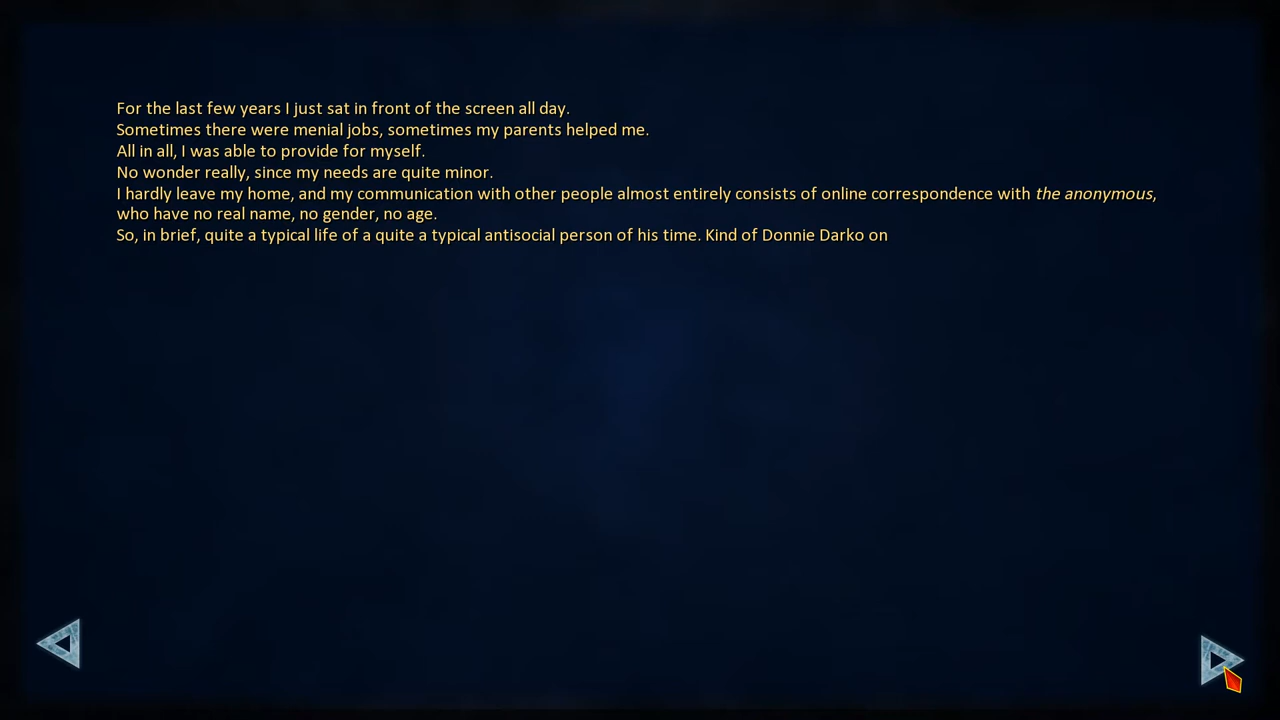 For the last few years I just sat in front of the screen all day.
Sometimes there were menial jobs, sometimes my parents helped me.
All in all, I was able to provide for myself.
No wonder really, since my needs are quite minor.
I hardly leave my home, and my communication with other people almost entirely consists of online correspondence with the anonymous,
who have no real name, no gender, no age.
So, in brief, quite a typical life of a quite a typical antisocial person of his time. Kind of Donnie Darko on